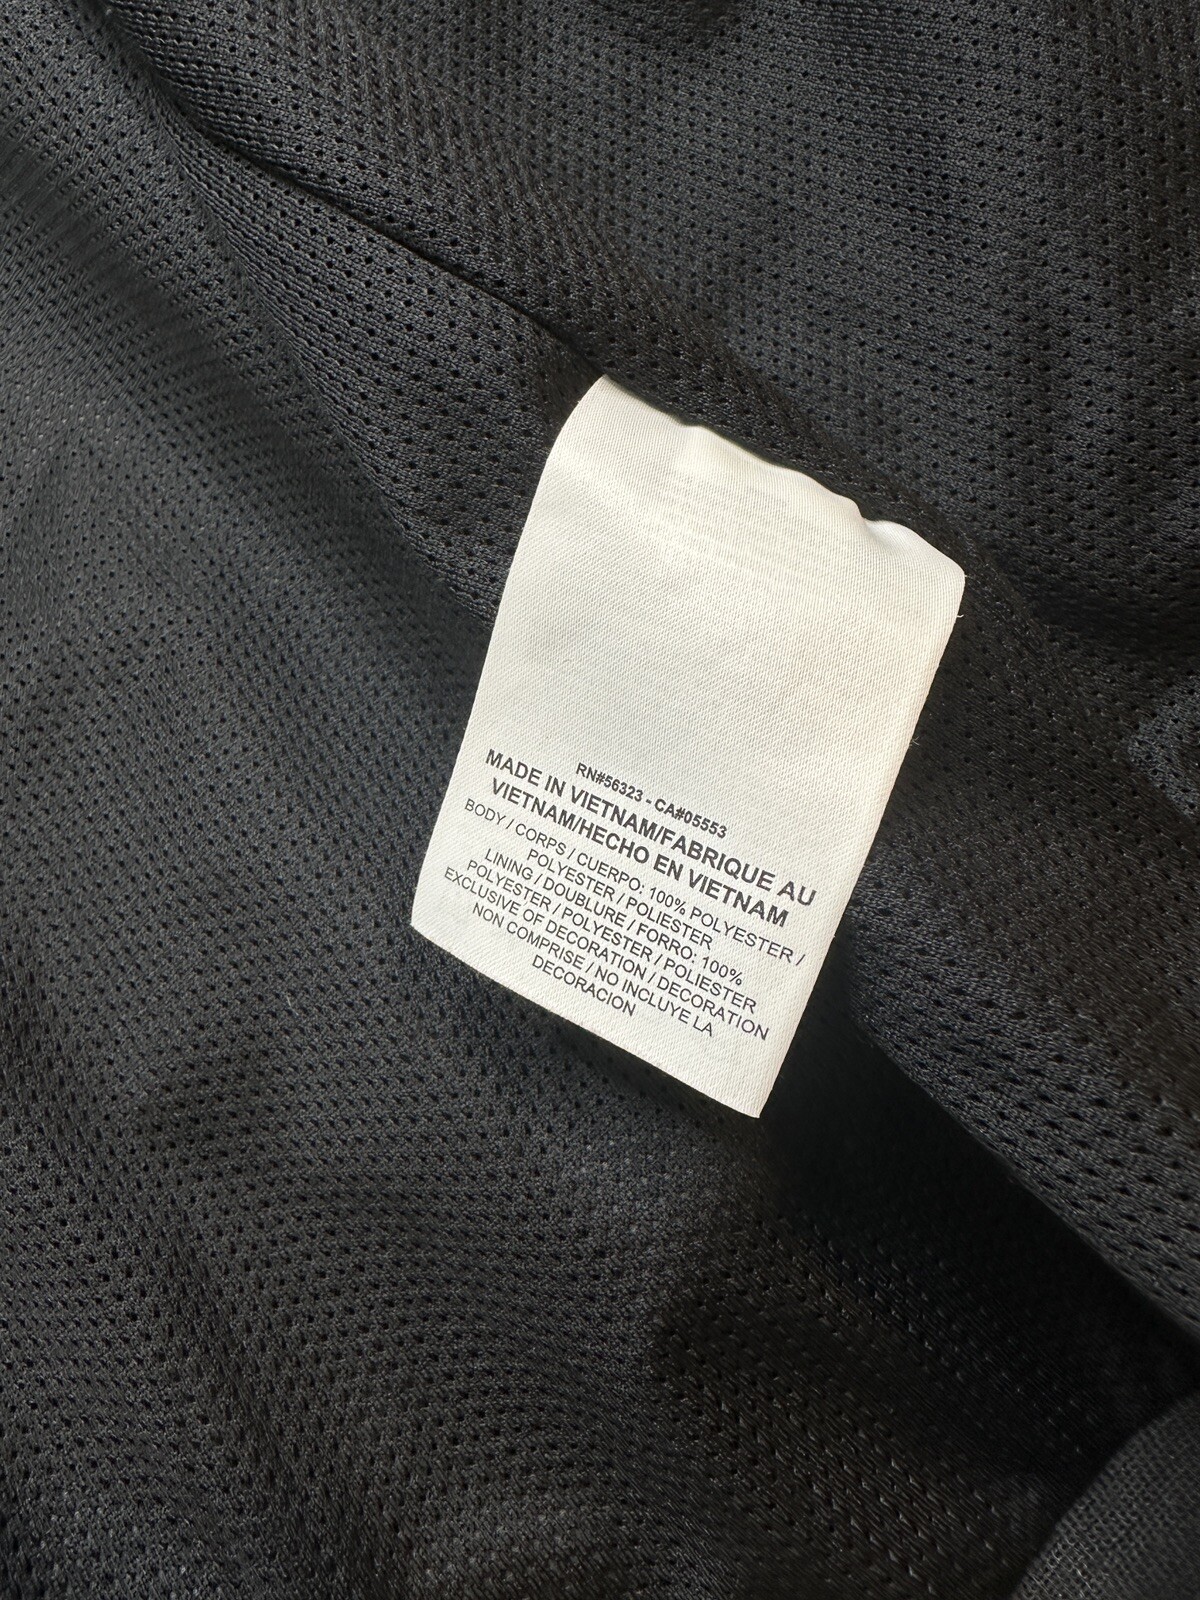 RN#56323 - CA#05553
MADE IN VIETNAM/FABRIQUE AU
VIETNAM/HECHO EN VIETNAM
BODY / CORPS / CUERPO: 100% POLYESTER /
POLYESTER / POLIESTER
LINING / DOUBLURE / FORRO: 100%
POLYESTER / POLYESTER / POLIESTER
EXCLUSIVE OF DECORATION / DECORATION
NON COMPRISE / NO INCLUYE LA
DECORACION